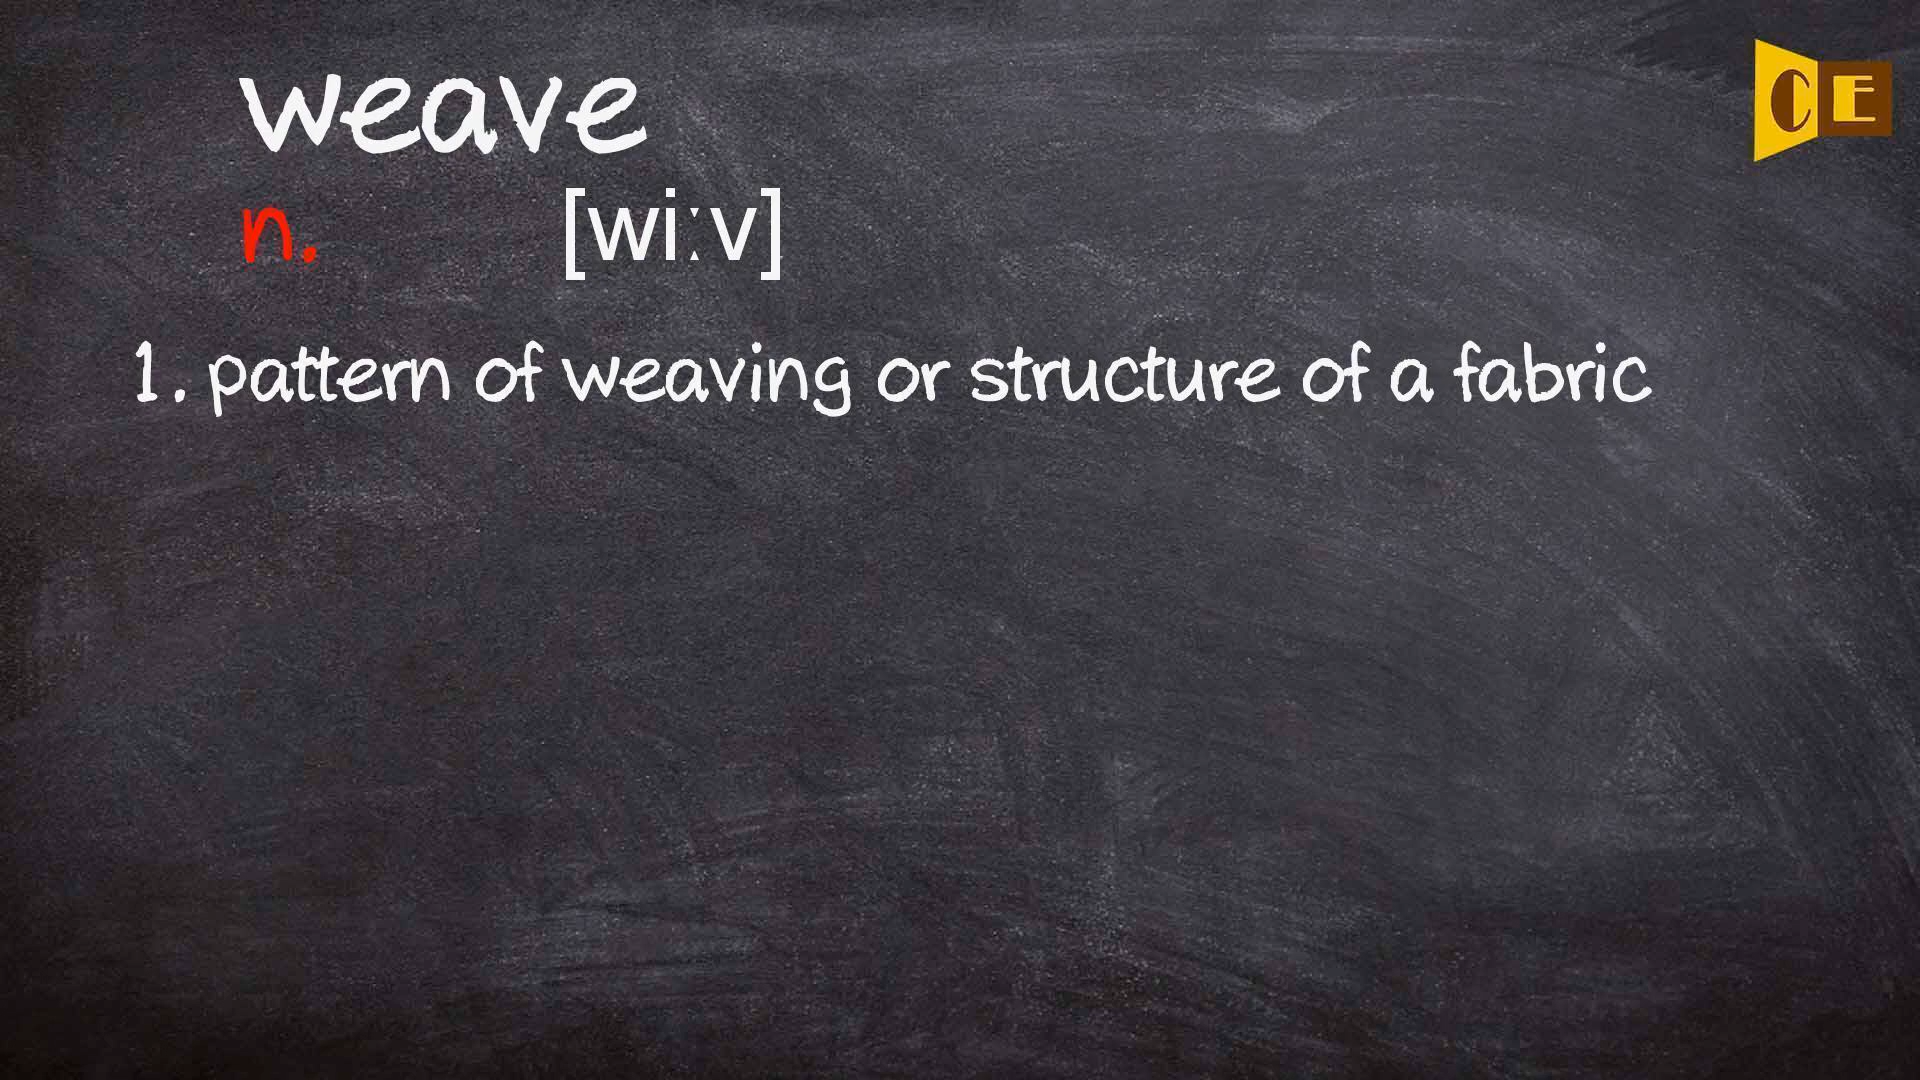 weave
CE
n. [wiːv]
1. pattern of weaving or structure of a fabric